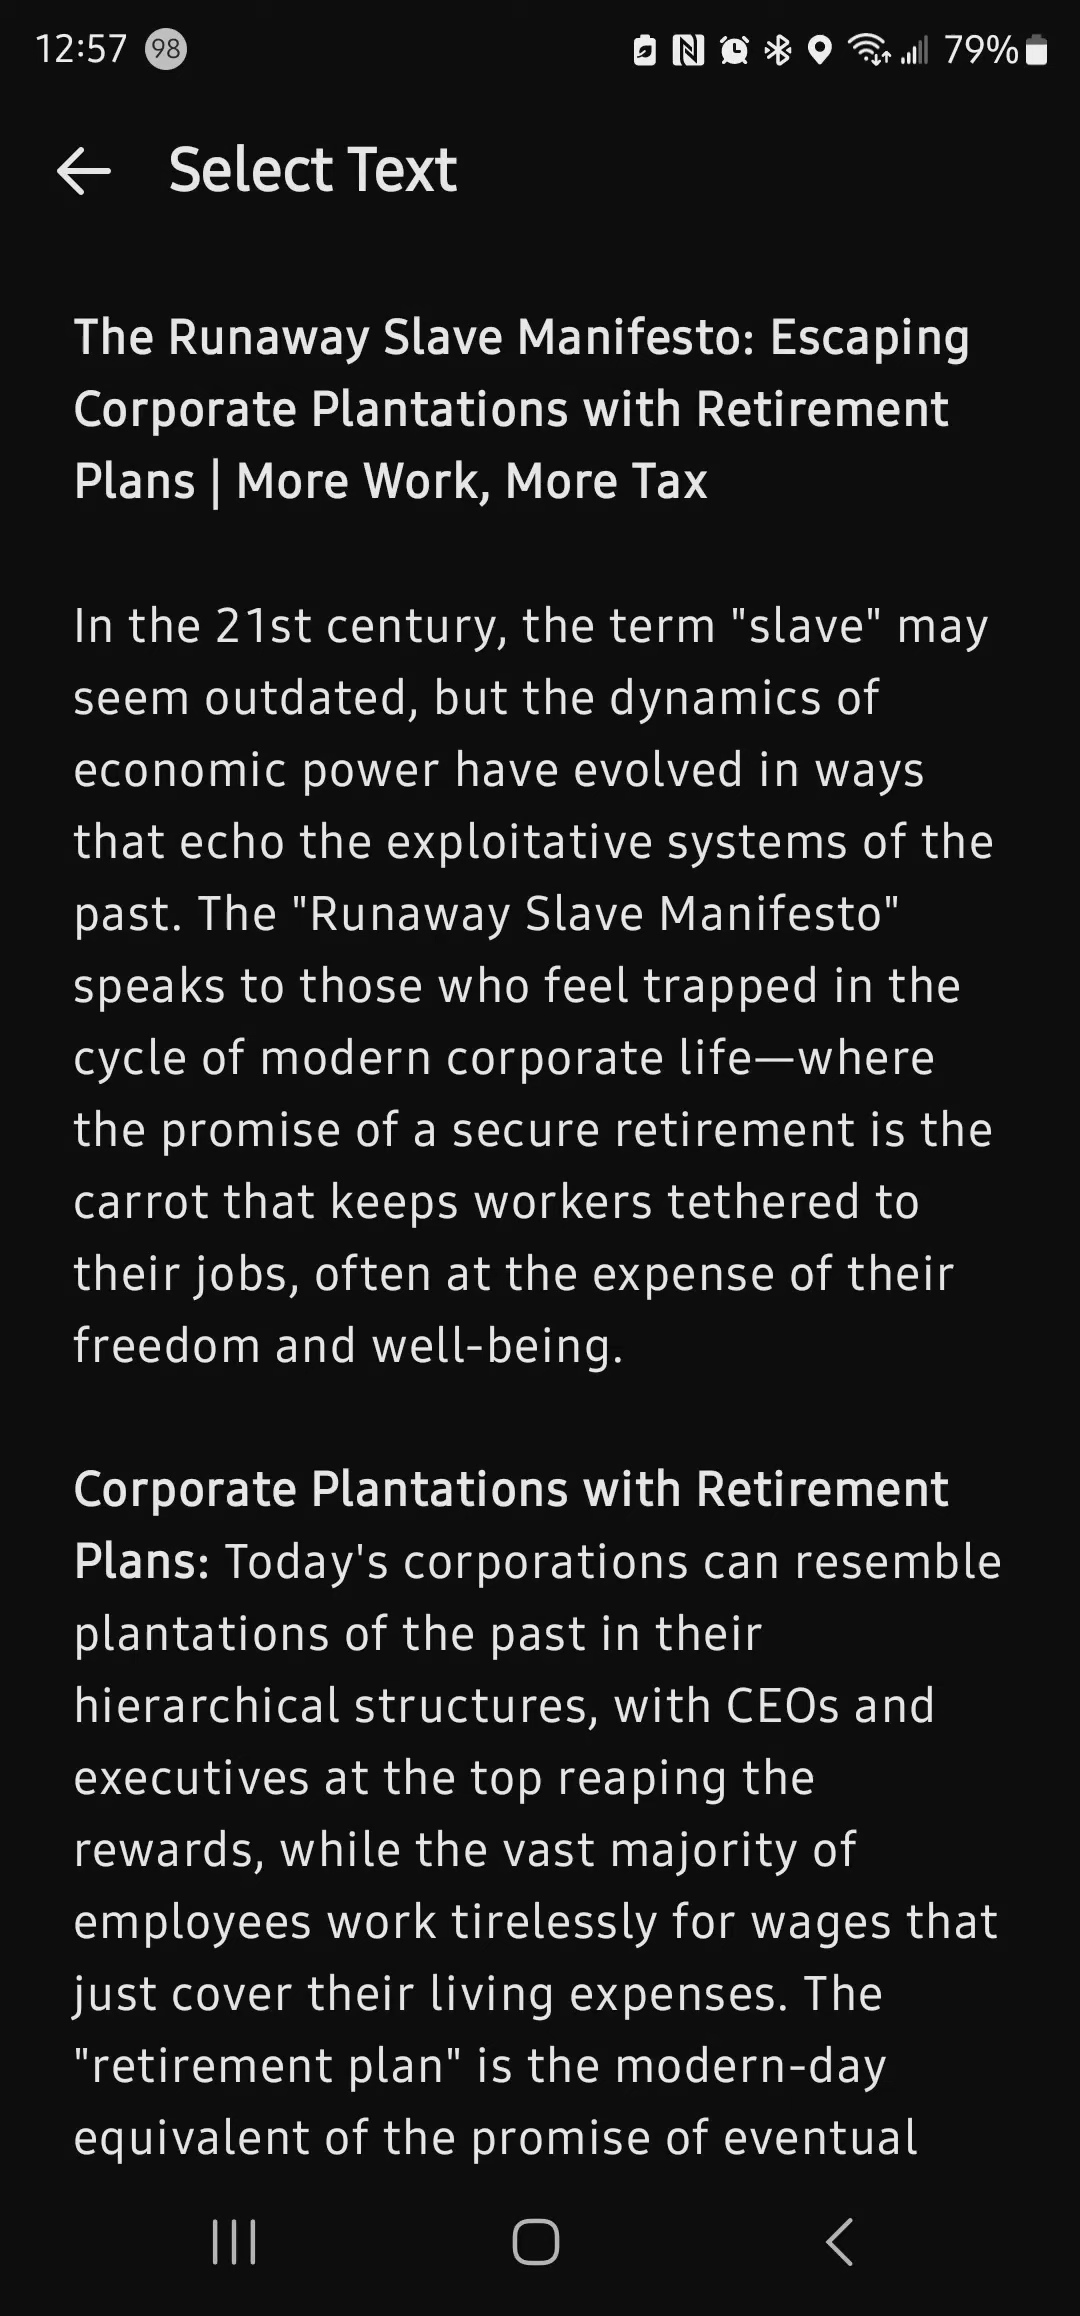 12:57 98 79%
Select Text
The Runaway Slave Manifesto: Escaping
Corporate Plantations with Retirement
Plans | More Work, More Tax
In the 21st century, the term "slave" may
seem outdated, but the dynamics of
economic power have evolved in ways
that echo the exploitative systems of the
past. The "Runaway Slave Manifesto"
speaks to those who feel trapped in the
cycle of modern corporate life—where
the promise of a secure retirement is the
carrot that keeps workers tethered to
their jobs, often at the expense of their
freedom and well-being.
Corporate Plantations with Retirement
Plans: Today's corporations can resemble
plantations of the past in their
hierarchical structures, with CEOs and
executives at the top reaping the
rewards, while the vast majority of
employees work tirelessly for wages that
just cover their living expenses. The
"retirement plan" is the modern-day
equivalent of the promise of eventual